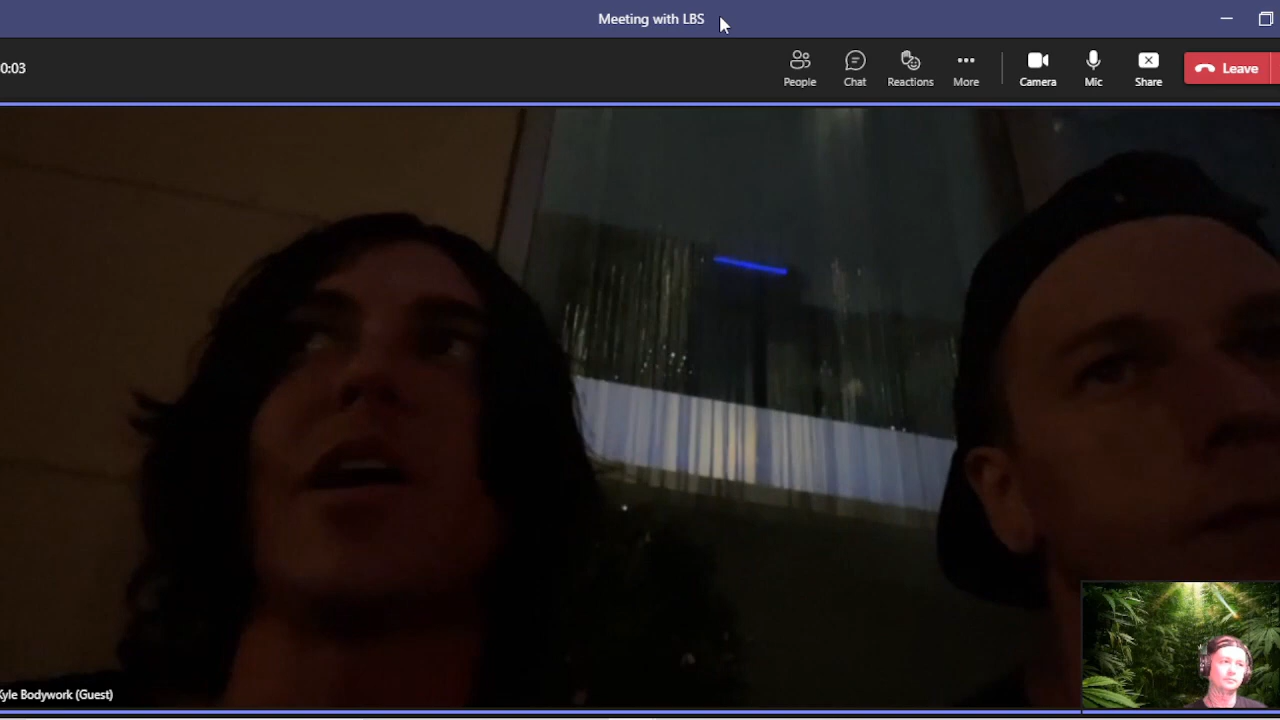 Meeting with LBS
0:03
People
Chat
Reactions
More
Camera
Mic
Share
Leave
Kyle Bodywork (Guest)